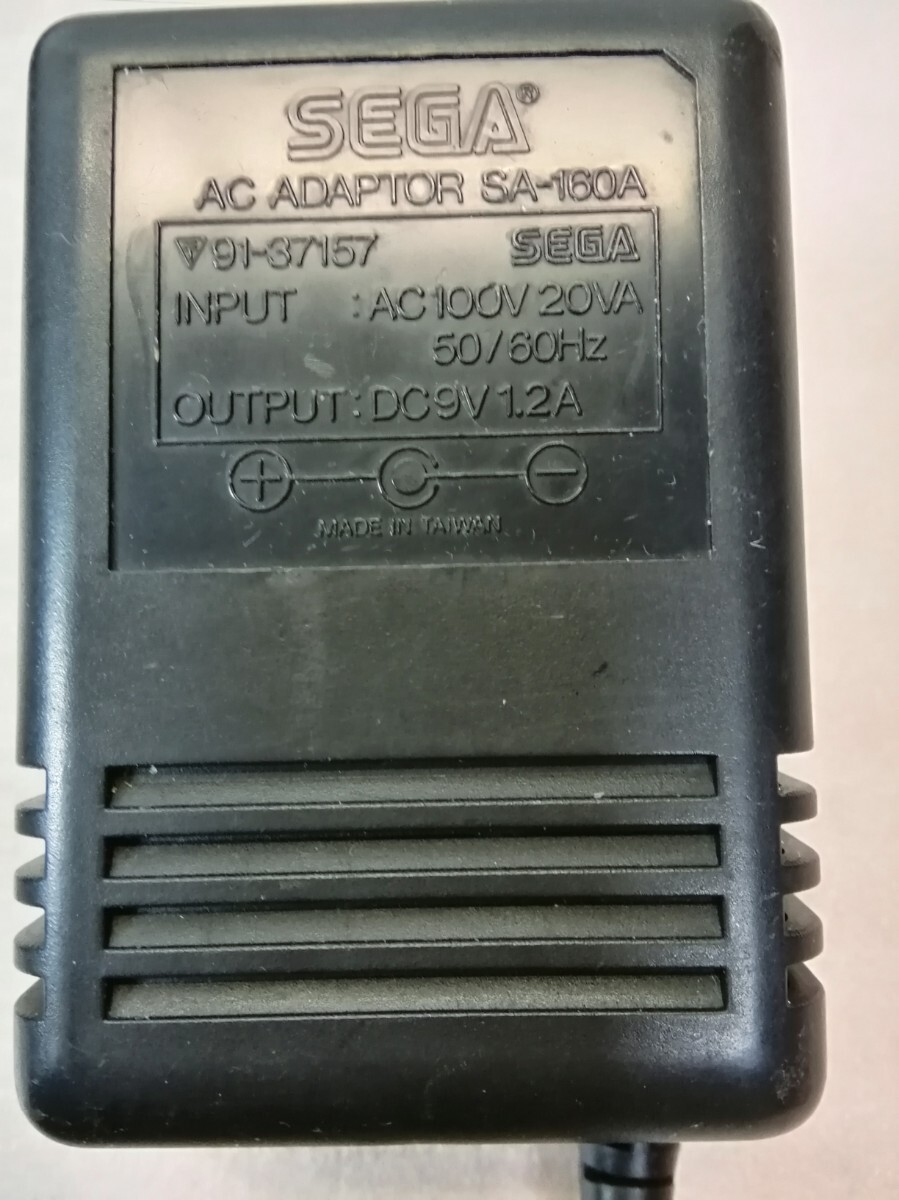 SEGA®
AC ADAPTOR SA-160A
91-37157 SEGA
INPUT : AC100V 20VA
50/60Hz
OUTPUT : DC9V 1.2A
+ −
MADE IN TAIWAN